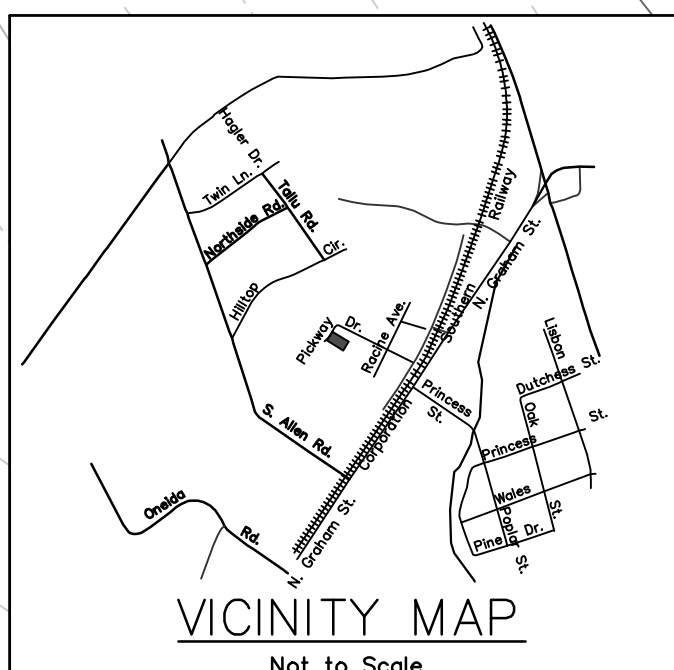 Hagler Dr.
Twin Ln.
Tallu Rd.
Northside Rd.
Hilltop Cir.
Railway
N. Graham St.
Southern
Pickway Dr.
Racine Ave.
Lisbon
Dutchess St.
Princess St.
Oak St.
S. Allen Rd.
Corporation
Princess St.
Wales
Oneida Rd.
Poplar St.
Pine Dr.
N. Graham St.
VICINITY MAP
Not to Scale